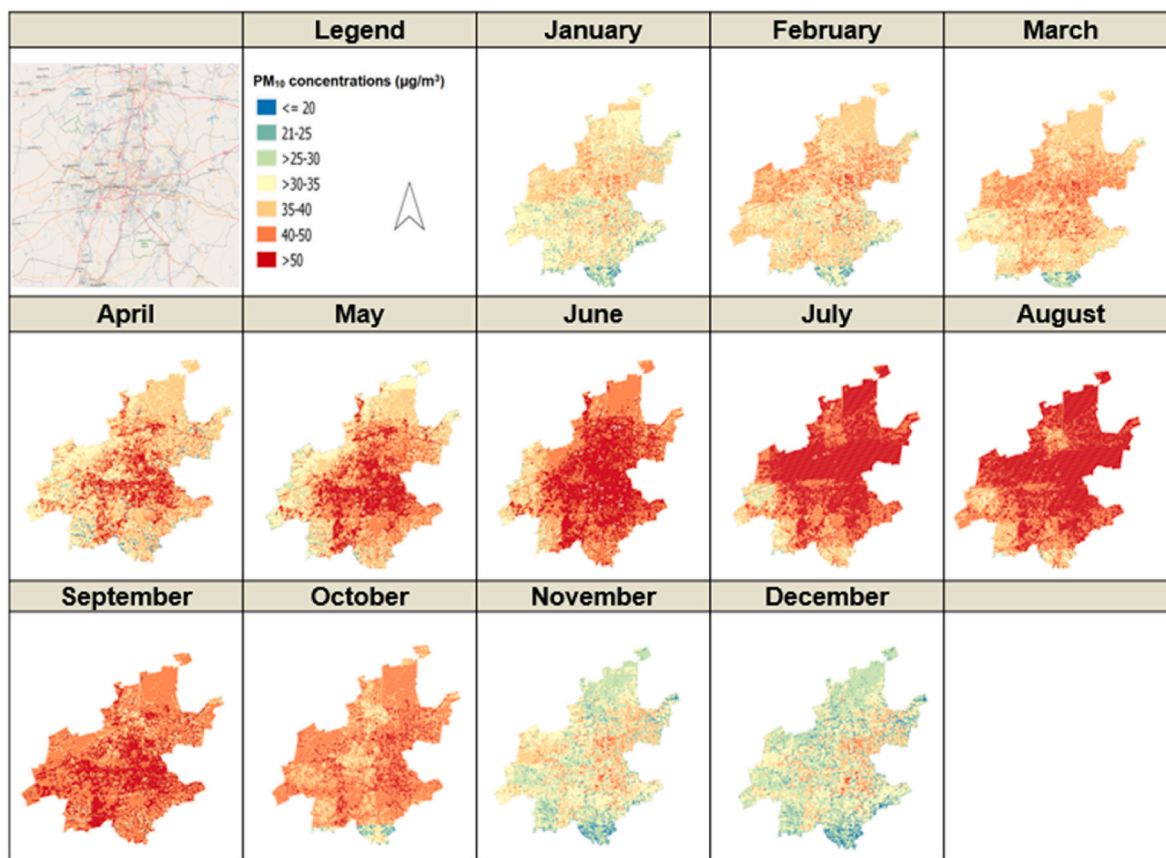 Legend
January
February
March
PM₁₀ concentrations (µg/m³)
<= 20
21-25
>25-30
>30-35
35-40
40-50
>50
April
May
June
July
August
September
October
November
December